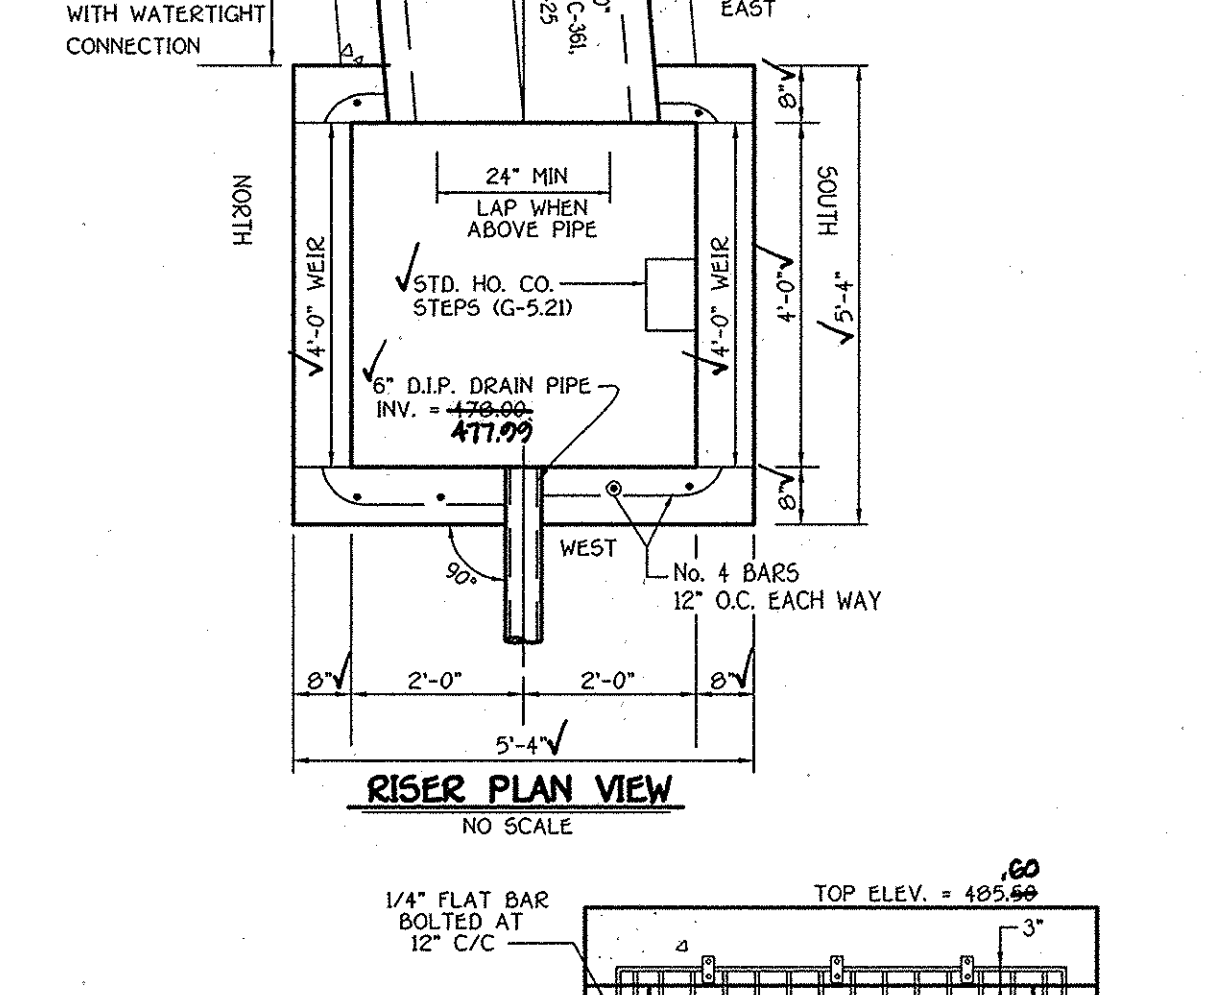 WITH WATERTIGHT
CONNECTION
0"
C-361,
-25
EAST
8"
NORTH
24" MIN
LAP WHEN
ABOVE PIPE
SOUTH
4'-0" WEIR
STD. HO. CO.
STEPS (G-5.21)
4'-0" WEIR
4'-0"
5'-4"
6" D.I.P. DRAIN PIPE
INV. = 478.00
477.99
8"
WEST
90°
No. 4 BARS
12" O.C. EACH WAY
8"
2'-0"
2'-0"
8"
5'-4"
RISER PLAN VIEW
NO SCALE
.60
TOP ELEV. = 485.50
1/4" FLAT BAR
BOLTED AT
12" C/C
3"